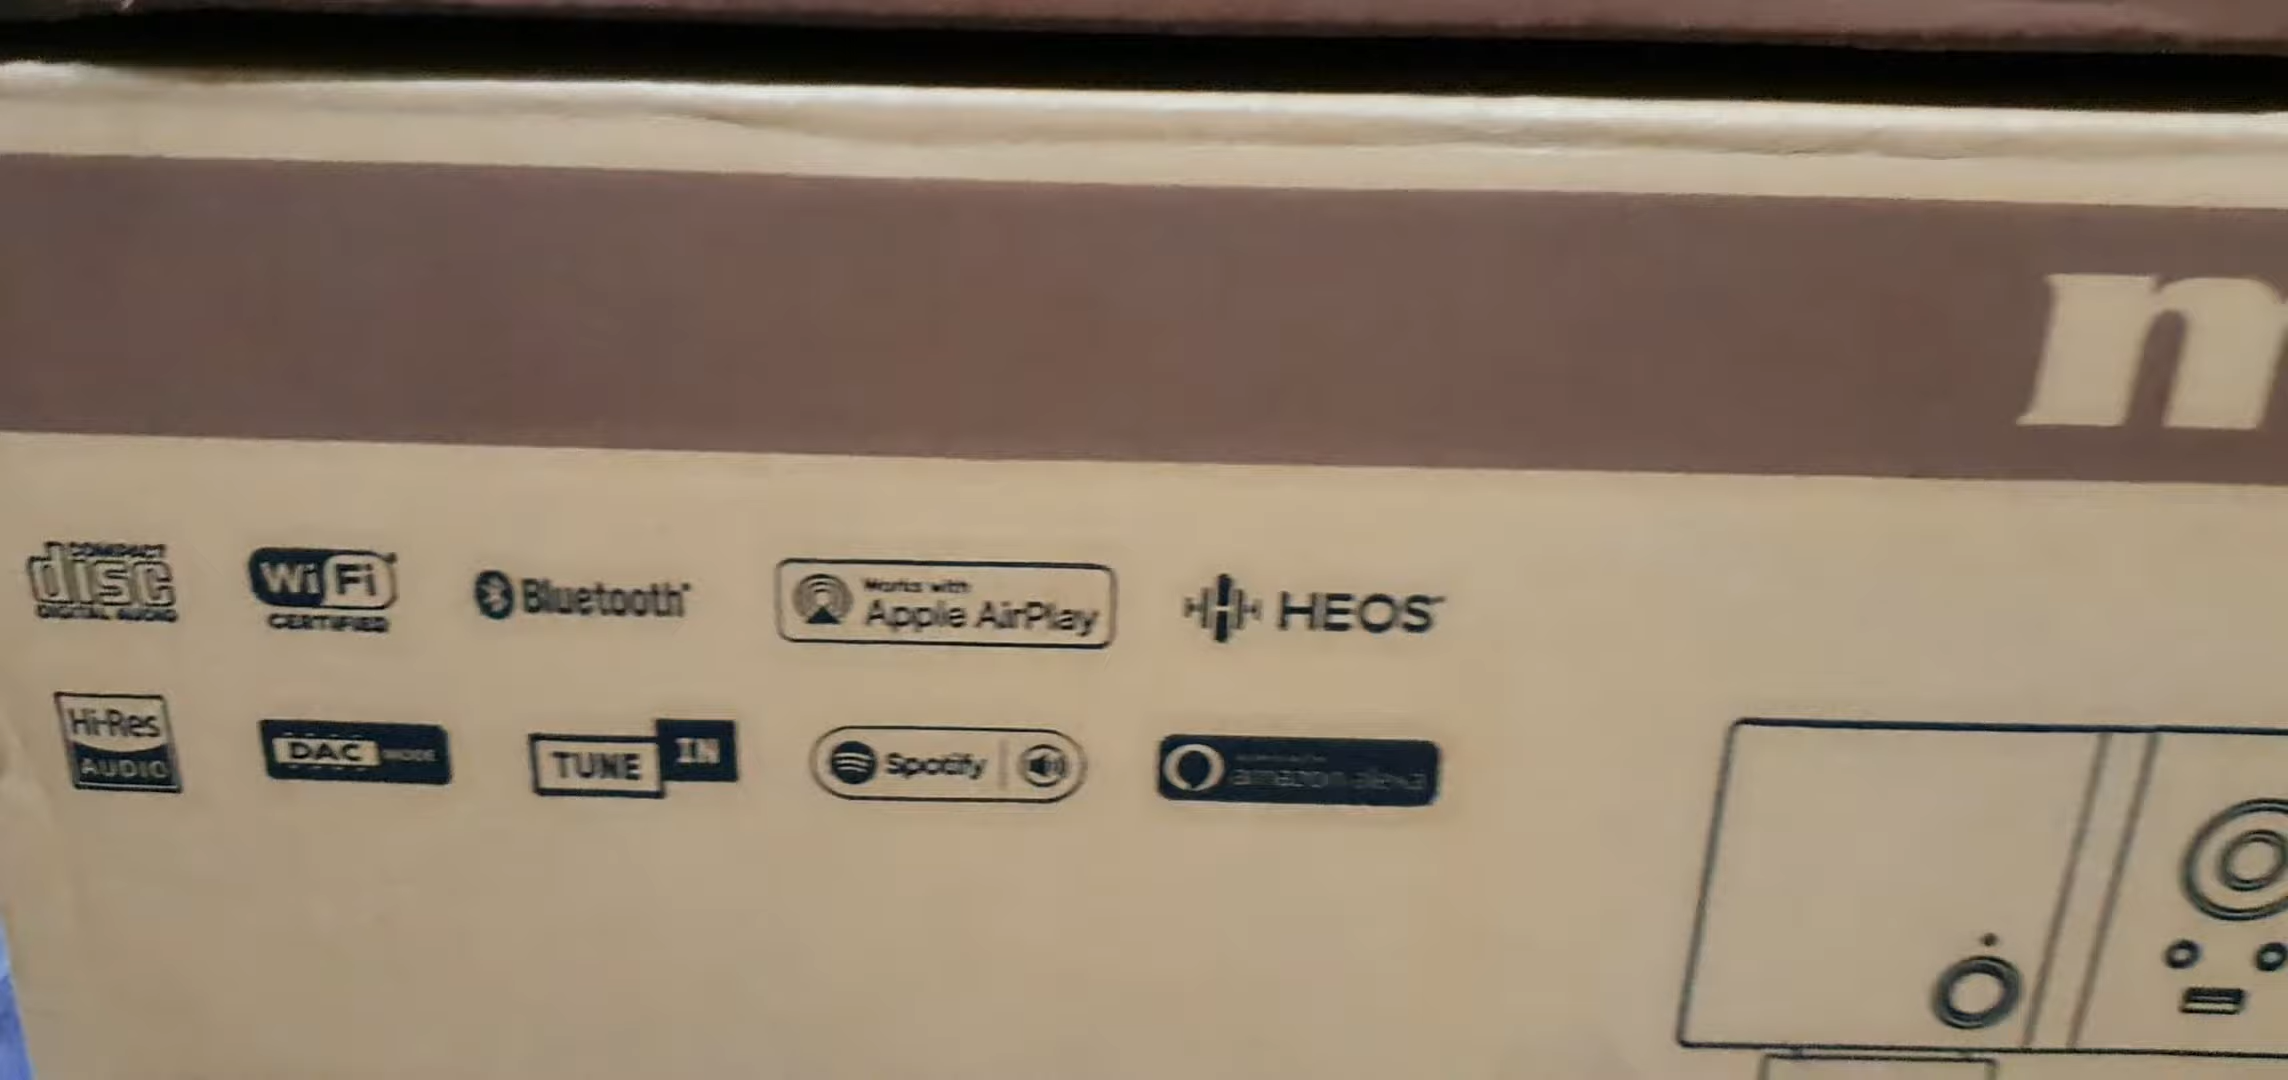 COMPACT
disc
DIGITAL AUDIO
Wi Fi
CERTIFIED
Bluetooth
Works with
Apple AirPlay
HEOS
Hi-Res
AUDIO
DAC MODE
TUNE IN
Spotify
amazon alexa